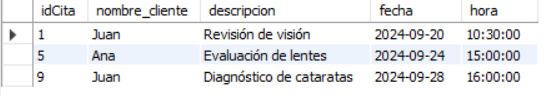 idCita nombre_cliente descripcion fecha hora
1 Juan Revisión de visión 2024-09-20 10:30:00
5 Ana Evaluación de lentes 2024-09-24 15:00:00
9 Juan Diagnóstico de cataratas 2024-09-28 16:00:00